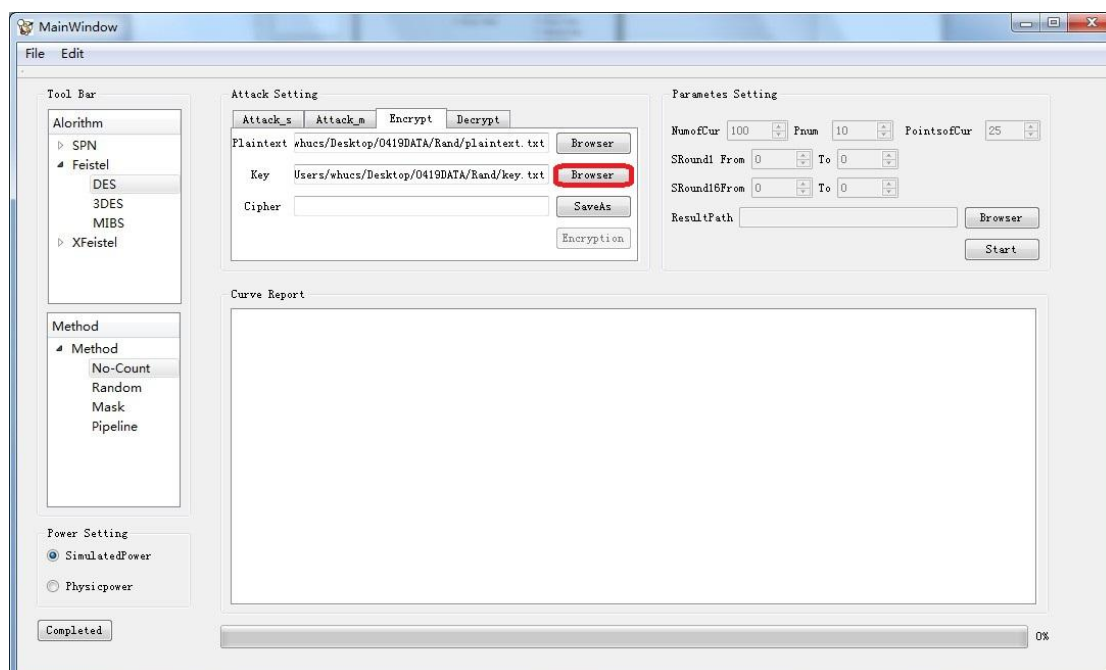 MainWindow
File Edit
Tool Bar
Alorithm
SPN
Feistel
DES
3DES
MIBS
XFeistel
Method
Method
No-Count
Random
Mask
Pipeline
Power Setting
SimulatedPower
Physicpower
Completed
Attack Setting
Attack_s Attack_m Encrypt Decrypt
Plaintext whucs/Desktop/0419DATA/Rand/plaintext.txt Browser
Key Users/whucs/Desktop/0419DATA/Rand/key.txt Browser
Cipher SaveAs
Encryption
Parametes Setting
NumofCur 100 Pnum 10 PointsofCur 25
SRound1 From 0 To 0
SRound16From 0 To 0
ResultPath Browser
Start
Curve Report
0%